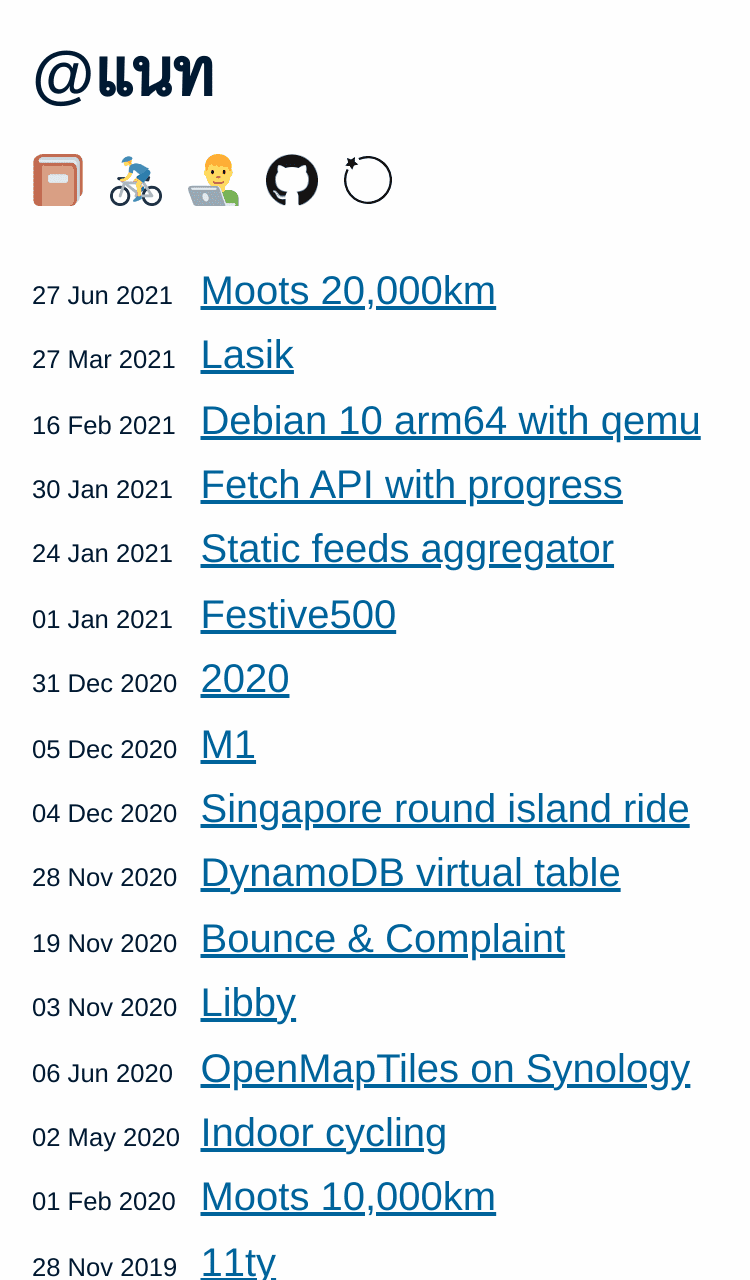 @แนท
27 Jun 2021 Moots 20,000km
27 Mar 2021 Lasik
16 Feb 2021 Debian 10 arm64 with qemu
30 Jan 2021 Fetch API with progress
24 Jan 2021 Static feeds aggregator
01 Jan 2021 Festive500
31 Dec 2020 2020
05 Dec 2020 M1
04 Dec 2020 Singapore round island ride
28 Nov 2020 DynamoDB virtual table
19 Nov 2020 Bounce & Complaint
03 Nov 2020 Libby
06 Jun 2020 OpenMapTiles on Synology
02 May 2020 Indoor cycling
01 Feb 2020 Moots 10,000km
28 Nov 2019 11ty